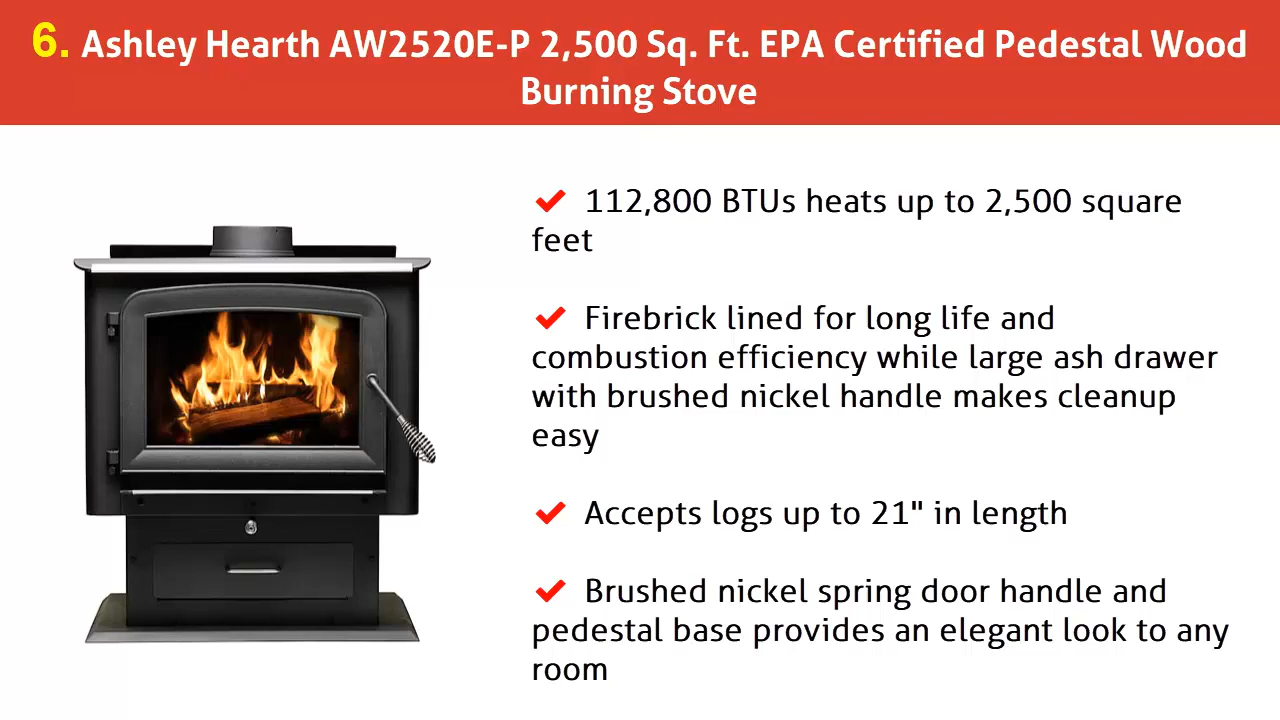 6. Ashley Hearth AW2520E-P 2,500 Sq. Ft. EPA Certified Pedestal Wood
Burning Stove
112,800 BTUs heats up to 2,500 square
feet
Firebrick lined for long life and
combustion efficiency while large ash drawer
with brushed nickel handle makes cleanup
easy
Accepts logs up to 21" in length
Brushed nickel spring door handle and
pedestal base provides an elegant look to any
room